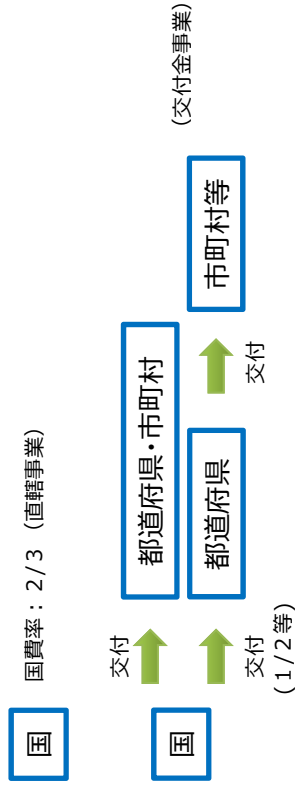 国
国費率：2/3（直轄事業）
国
交付
都道府県・市町村
交付
（1/2等）
都道府県
交付
市町村等
（交付金事業）